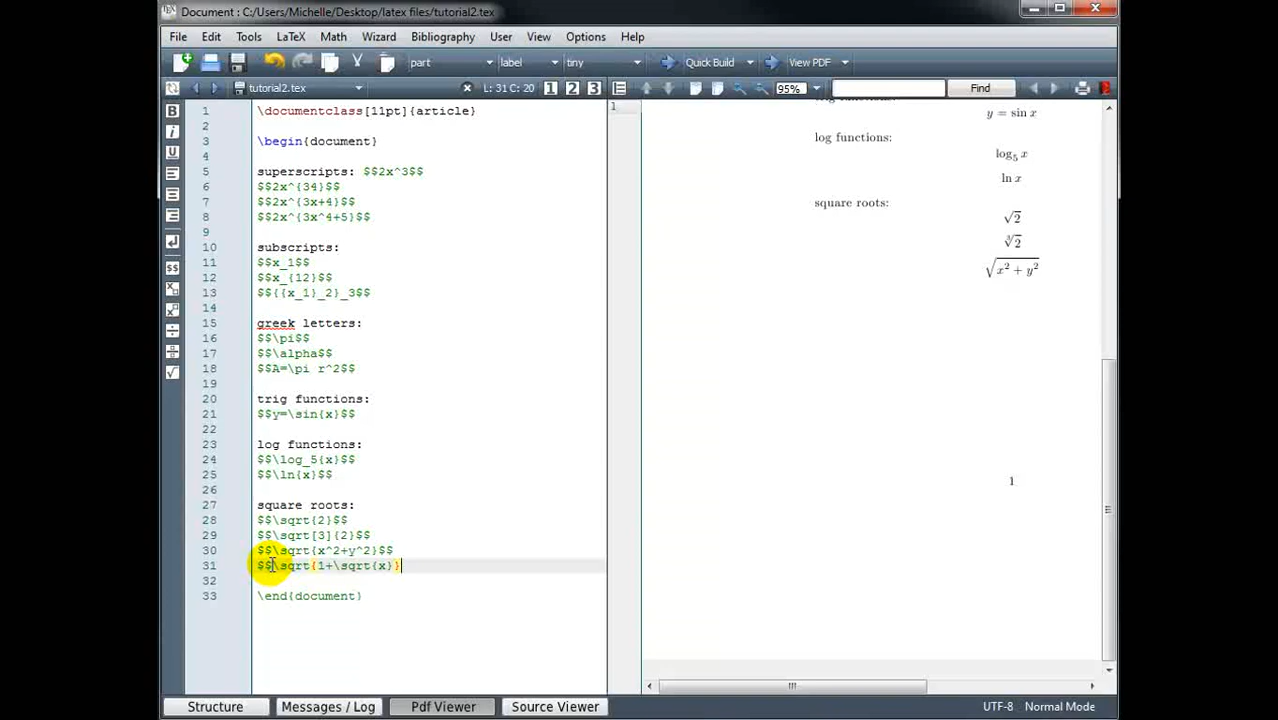 Document : C:/Users/Michelle/Desktop/latex files/tutorial2.tex
File Edit Tools LaTeX Math Wizard Bibliography User View Options Help
part label tiny Quick Build View PDF
tutorial2.tex L: 31 C: 20 1 2 3 95% Find
1 \documentclass[11pt]{article}
2
3 \begin{document}
4
5 superscripts: $$2x^3$$
6 $$2x^{34}$$
7 $$2x^{3x+4}$$
8 $$2x^{3x^4+5}$$
9
10 subscripts:
11 $$x_1$$
12 $$x_{12}$$
13 $${{x_1}_2}_3$$
14
15 greek letters:
16 $$\pi$$
17 $$\alpha$$
18 $$A=\pi r^2$$
19
20 trig functions:
21 $$y=\sin{x}$$
22
23 log functions:
24 $$\log_5{x}$$
25 $$\ln{x}$$
26
27 square roots:
28 $$\sqrt{2}$$
29 $$\sqrt[3]{2}$$
30 $$\sqrt{x^2+y^2}$$
31 $$\sqrt{1+\sqrt{x}}
32
33 \end{document}
1
y = sin x
log functions:
log₅ x
ln x
square roots:
√2
∛2
√x² + y²
1
Structure Messages / Log Pdf Viewer Source Viewer UTF-8 Normal Mode